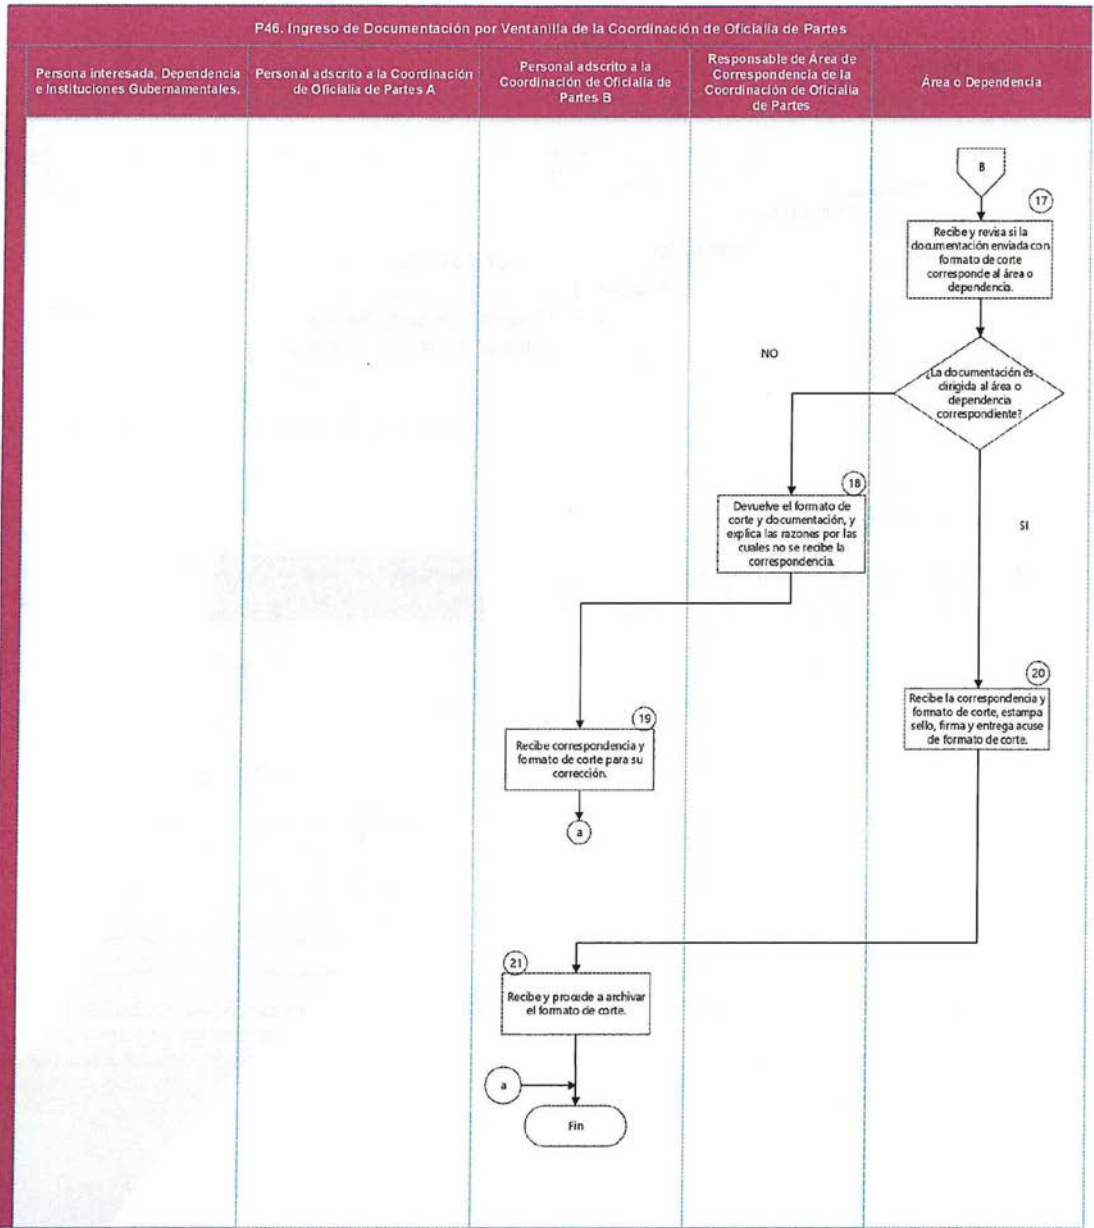 P46. Ingreso de Documentación por Ventanilla de la Coordinación de Oficialía de Partes
Persona interesada, Dependencia
e Instituciones Gubernamentales.
Personal adscrito a la Coordinación
de Oficialía de Partes A
Personal adscrito a la
Coordinación de Oficialía de
Partes B
Responsable de Área de
Correspondencia de la
Coordinación de Oficialía
de Partes
Área o Dependencia
B
17
Recibe y revisa si la
documentación enviada con
formato de corte
corresponde al área o
dependencia.
NO
¿La documentación es
dirigida al área o
dependencia
correspondiente?
18
Devuelve el formato de
corte y documentación, y
explica las razones por las
cuales no se recibe la
correspondencia.
SI
20
Recibe la correspondencia y
formato de corte, estampa
sello, firma y entrega acuse
de formato de corte.
19
Recibe correspondencia y
formato de corte para su
corrección.
a
21
Recibe y procede a archivar
el formato de corte.
a
Fin